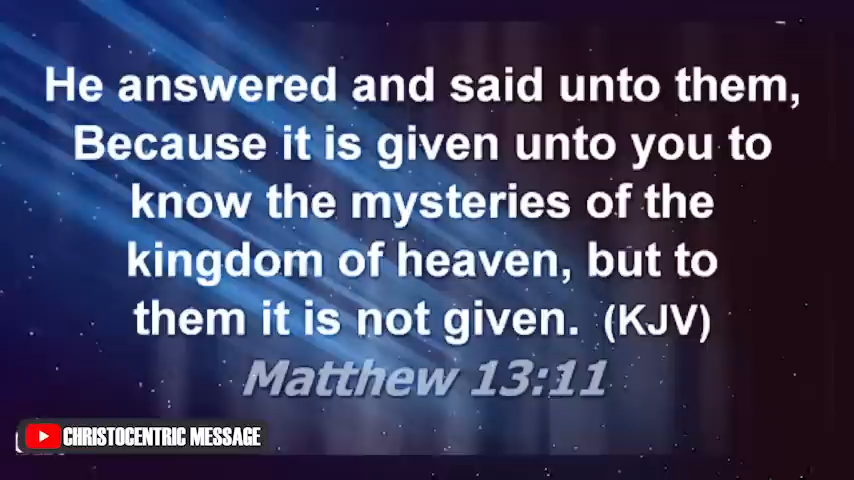 He answered and said unto them,
Because it is given unto you to
know the mysteries of the
kingdom of heaven, but to
them it is not given. (KJV)
Matthew 13:11
CHRISTOCENTRIC MESSAGE